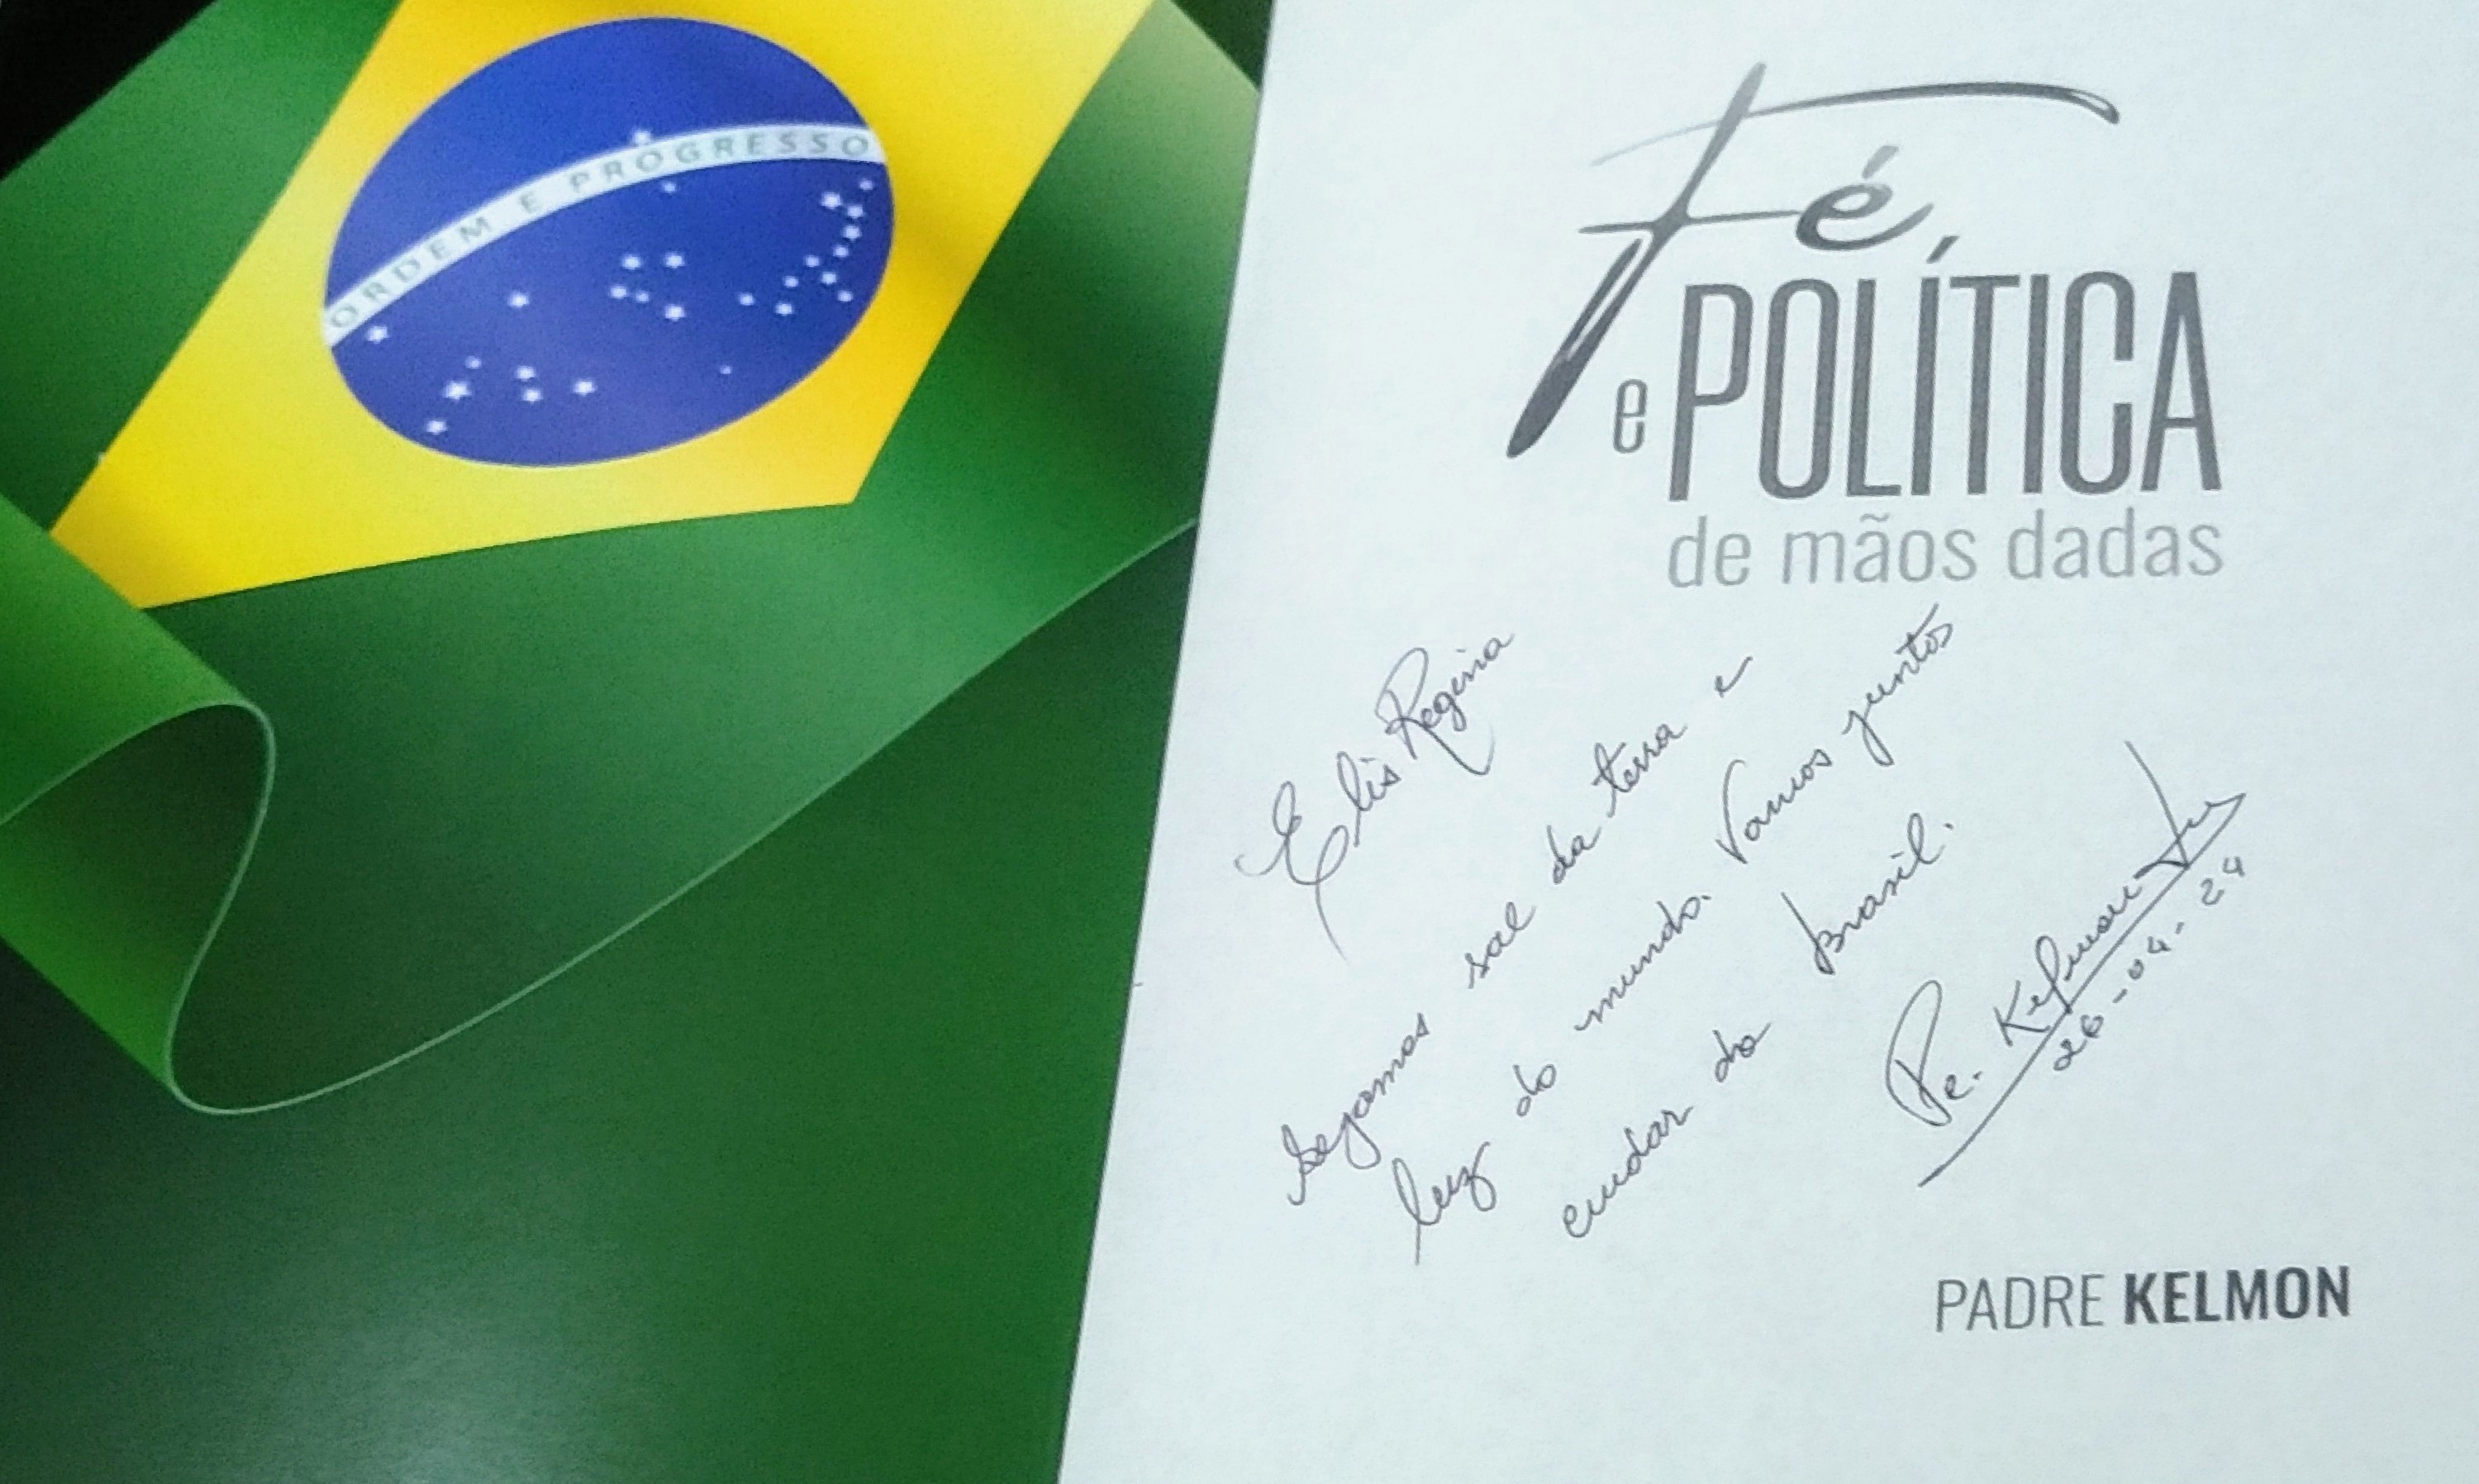 ORDEM E PROGRESSO
Fé
e POLÍTICA
de mãos dadas
Elis Regina
Sejamos sal da terra e
luz do mundo. Vamos juntos
cuidar do Brasil.
Pe. Kelmon
26-04-24
PADRE KELMON